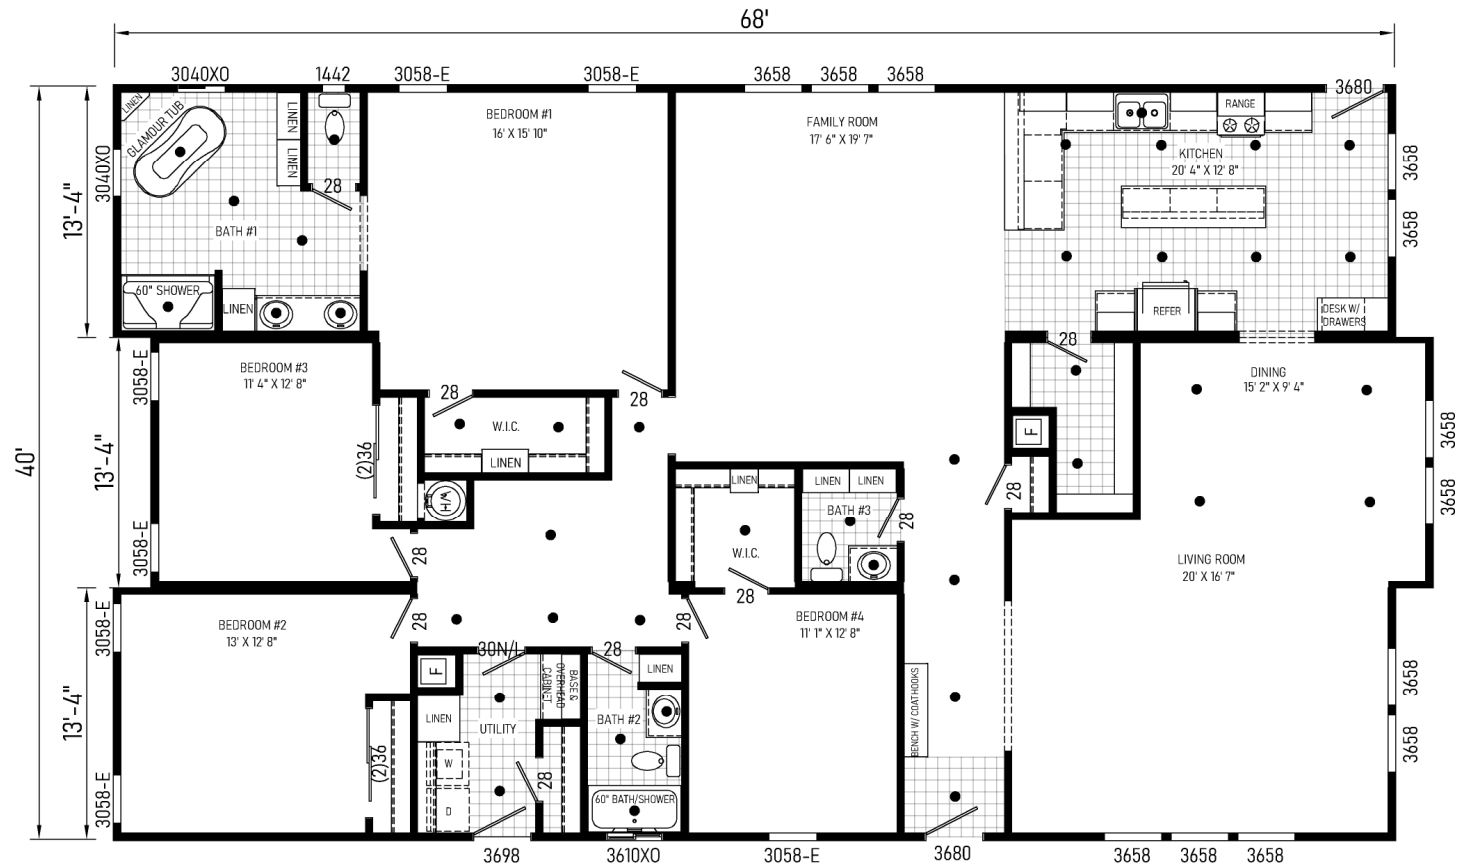 68'
3040XO
1442
3058-E
3058-E
3658
3658
3658
3680
LINEN
GLAMOUR TUB
LINEN
LINEN
28
BATH #1
60" SHOWER
LINEN
3040XO
13'-4"
40'
BEDROOM #1
16' X 15' 10"
28
28
FAMILY ROOM
17' 6" X 19' 7"
RANGE
KITCHEN
20' 4" X 12' 8"
REFER
DESK W/
DRAWERS
28
3658
3658
3058-E
BEDROOM #3
11' 4" X 12' 8"
(2)36
3058-E
28
13'-4"
W.I.C.
LINEN
W/H
LINEN
W.I.C.
28
LINEN
LINEN
BATH #3
28
F
28
DINING
15' 2" X 9' 4"
3658
3658
LIVING ROOM
20' X 16' 7"
3058-E
BEDROOM #2
13' X 12' 8"
28
(2)36
3058-E
13'-4"
30N/L
28
28
F
LINEN
UTILITY
W
D
BASE &
OVERHEAD
CABINET
28
LINEN
BATH #2
60" BATH/SHOWER
BEDROOM #4
11' 1" X 12' 8"
BENCH W/ COATHOOKS
3658
3658
3698
3610XO
3058-E
3680
3658
3658
3658